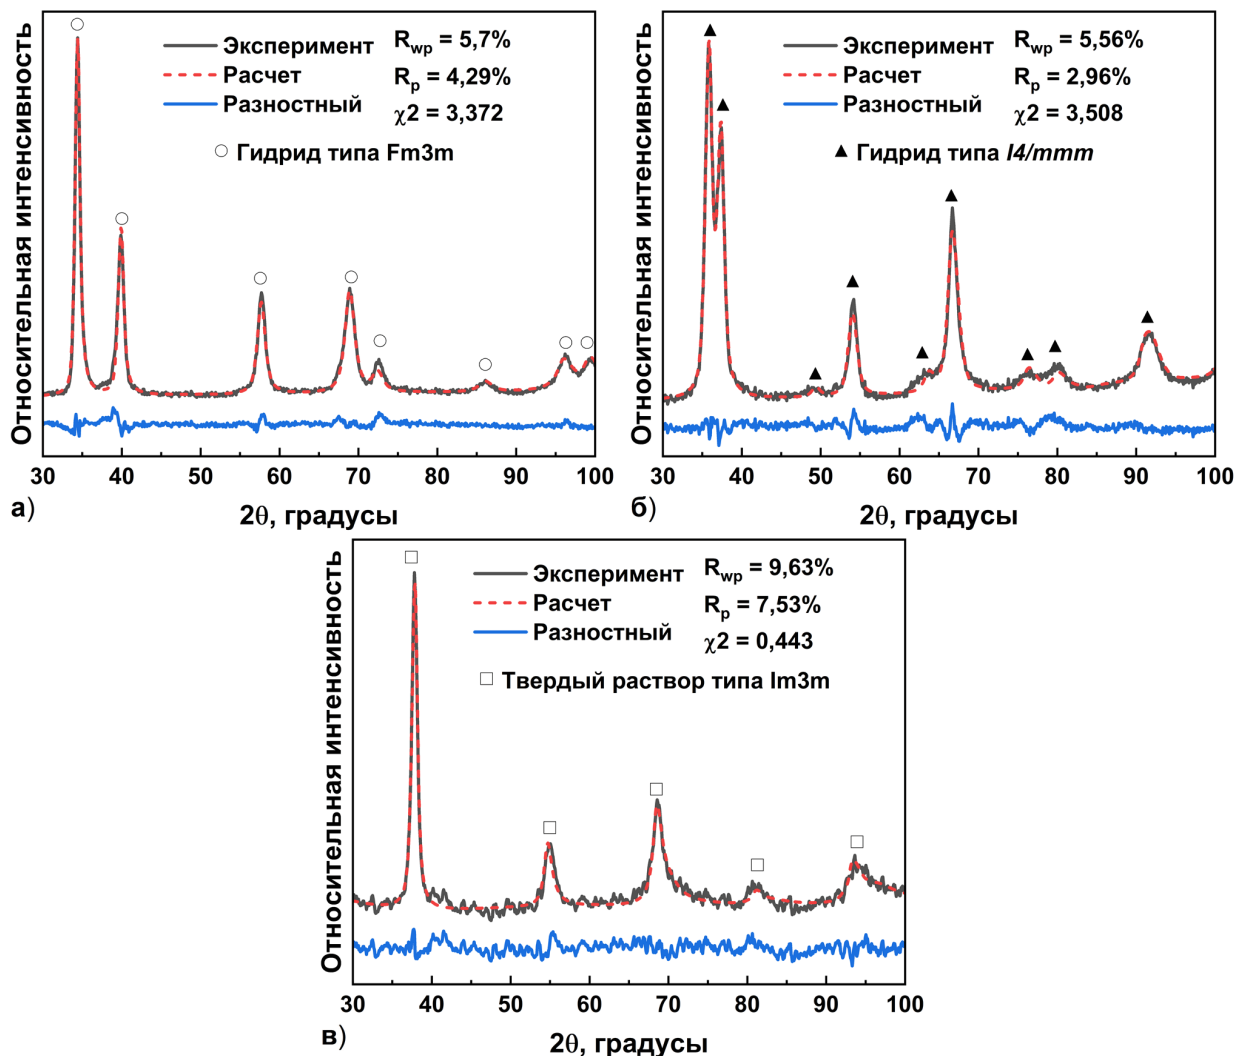 Относительная интенсивность
Эксперимент
Расчет
Разностный
R_wp = 5,7%
R_p = 4,29%
χ2 = 3,372
○ Гидрид типа Fm3m
30 40 50 60 70 80 90 100
2θ, градусы
а)
Относительная интенсивность
Эксперимент
Расчет
Разностный
R_wp = 5,56%
R_p = 2,96%
χ2 = 3,508
▲ Гидрид типа I4/mmm
30 40 50 60 70 80 90 100
2θ, градусы
б)
Относительная интенсивность
Эксперимент
Расчет
Разностный
R_wp = 9,63%
R_p = 7,53%
χ2 = 0,443
□ Твердый раствор типа Im3m
30 40 50 60 70 80 90 100
2θ, градусы
в)